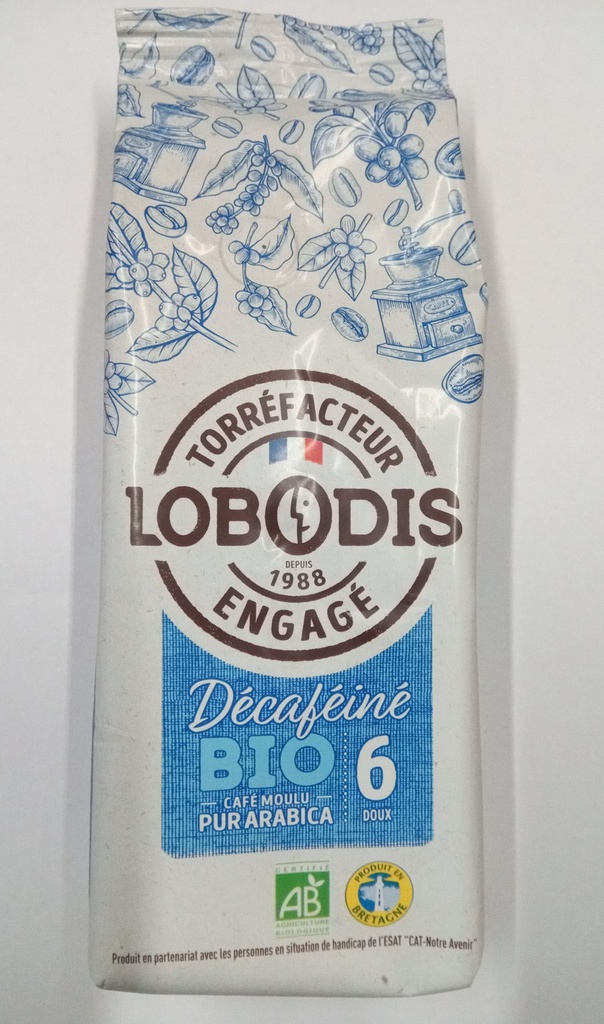 TORRÉFACTEUR
LOBODIS
DEPUIS
1988
ENGAGÉ
Décaféiné
BIO
CAFÉ MOULU
PUR ARABICA
6
DOUX
CERTIFIÉ
AB
AGRICULTURE
BIOLOGIQUE
PRODUIT EN
BRETAGNE
Produit en partenariat avec les personnes en situation de handicap de l'ESAT "CAT-Notre Avenir"